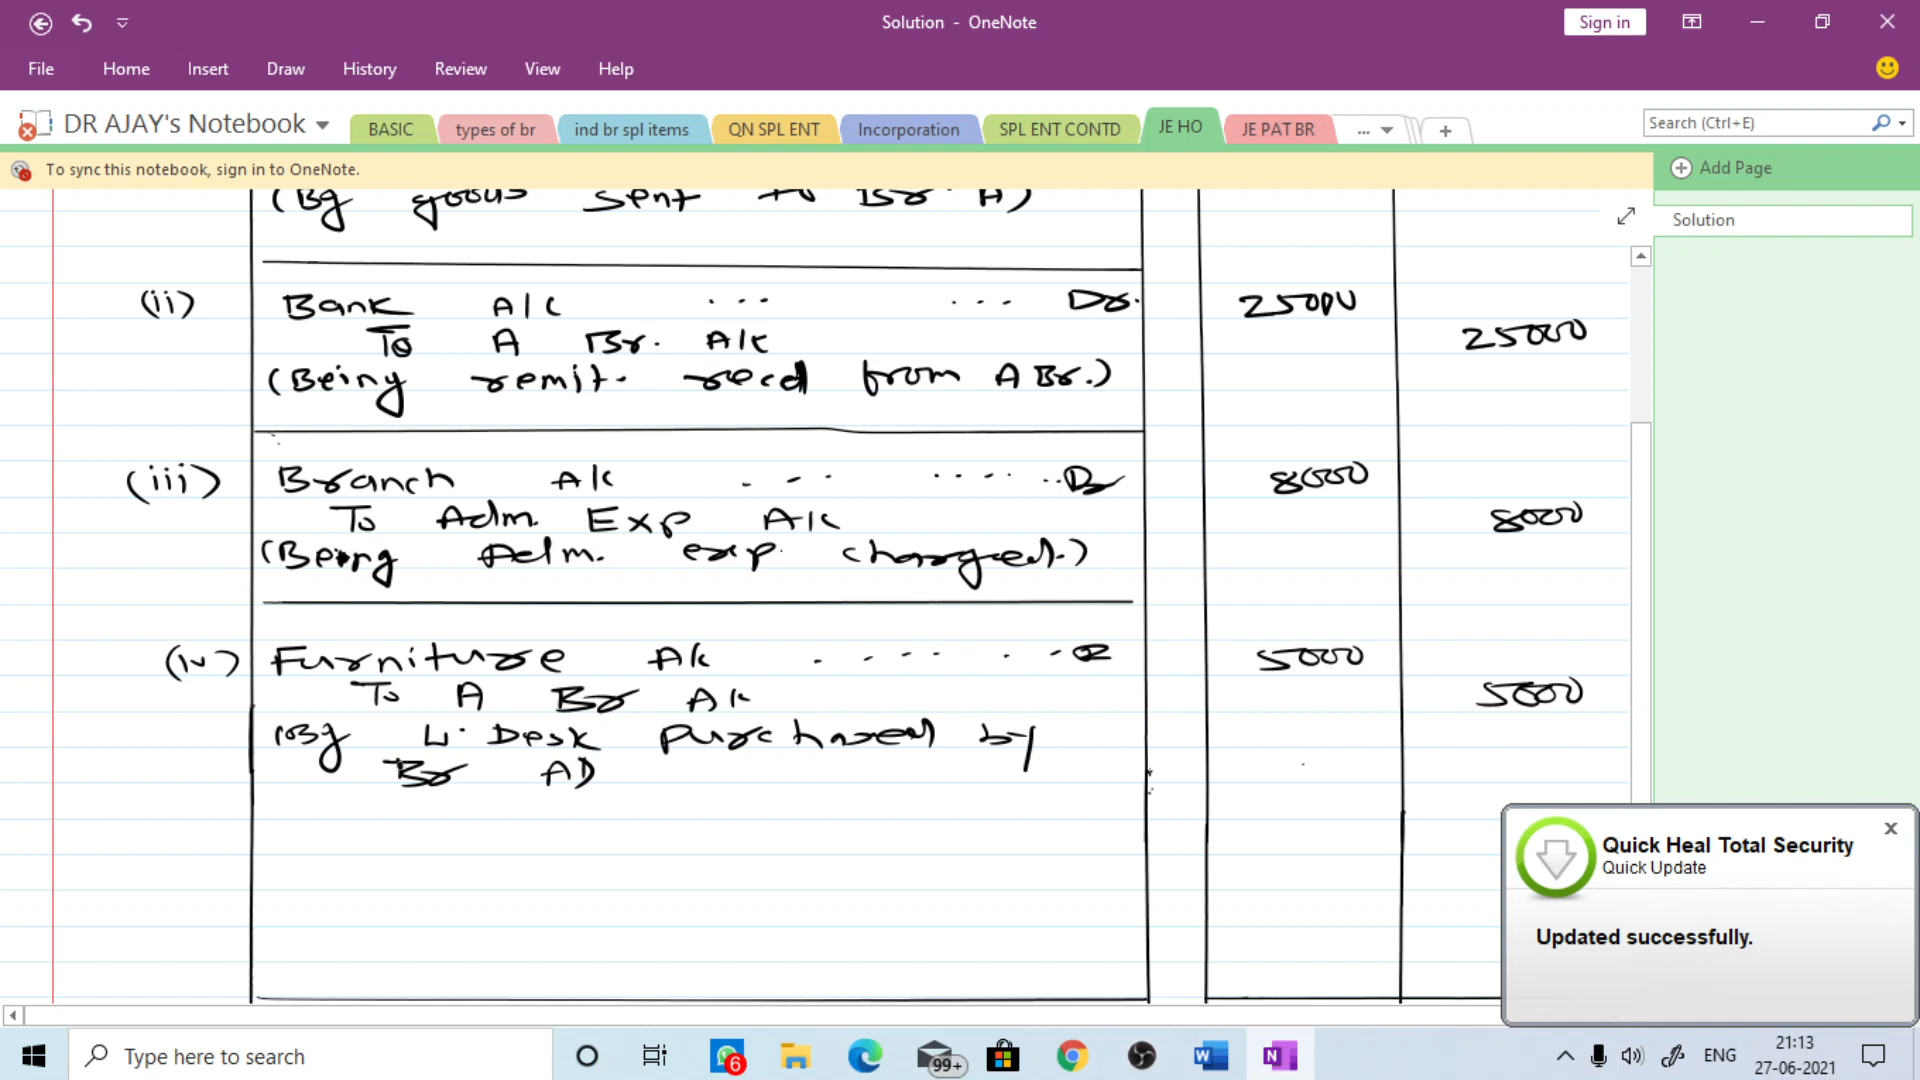 Solution - OneNote
Sign in
File Home Insert Draw History Review View Help
DR AJAY's Notebook
BASIC types of br ind br spl items QN SPL ENT Incorporation SPL ENT CONTD JE HO JE PAT BR ...
Search (Ctrl+E)
To sync this notebook, sign in to OneNote.
Add Page
Solution
(Bg goods sent to Br. A)
(ii) Bank A/c ... ... Dr. 25000
To A Br. A/c 25000
(Being remit. recd from A Br.)
(iii) Branch A/c .... ..... Dr 8000
To Adm. Exp A/c 8000
(Being Adm. exp. charged.)
(iv) Furniture A/c ..... ... Dr 5000
To A Br A/c 5000
(Bg W. Desk purchased by
Br A)
Quick Heal Total Security
Quick Update
Updated successfully.
Type here to search
6
99+
ENG
21:13
27-06-2021